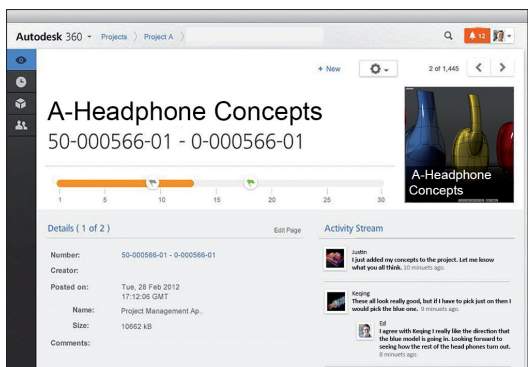 Autodesk 360 Projects Project A 12
+ New 2 of 1,445
A-Headphone Concepts
50-000566-01 - 0-000566-01
A-Headphone
Concepts
1 5 10 15 20 25 30
Details ( 1 of 2 ) Edit Page
Number: 50-000566-01 - 0-000566-01
Creator:
Posted on: Tue, 28 Feb 2012
17:12:06 GMT
Name: Project Management Ap..
Size: 10662 kB
Comments:
Activity Stream
Justin
I just added my concepts to the project. Let me know
what you all think. 10 minuets ago.
Keqing
These all look really good, but if I have to pick just on then I
would pick the blue one. 9 minuets ago.
Ed
I agree with Keqing I really like the direction that
the blue model is going in. Looking forward to
seeing how the rest of the head phones turn out.
8 minuets ago.